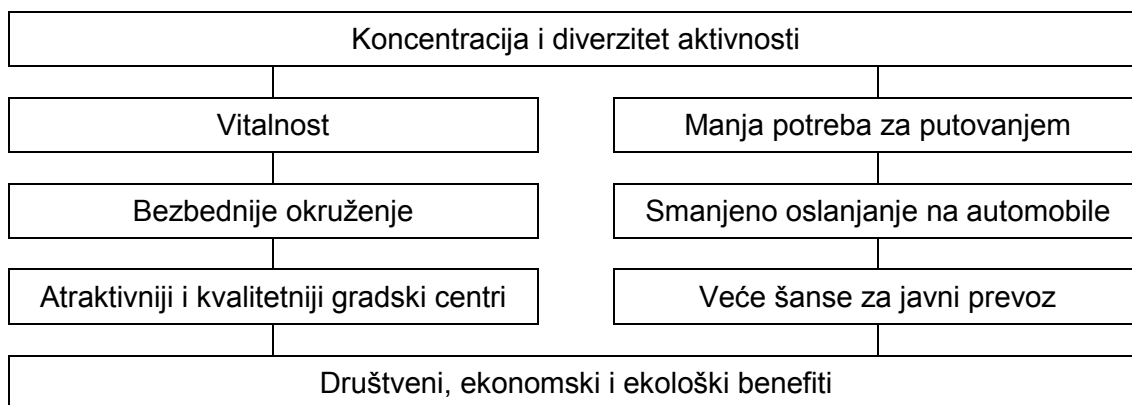 Koncentracija i diverzitet aktivnosti
Vitalnost
Manja potreba za putovanjem
Bezbednije okruženje
Smanjeno oslanjanje na automobile
Atraktivniji i kvalitetniji gradski centri
Veće šanse za javni prevoz
Društveni, ekonomski i ekološki benefiti